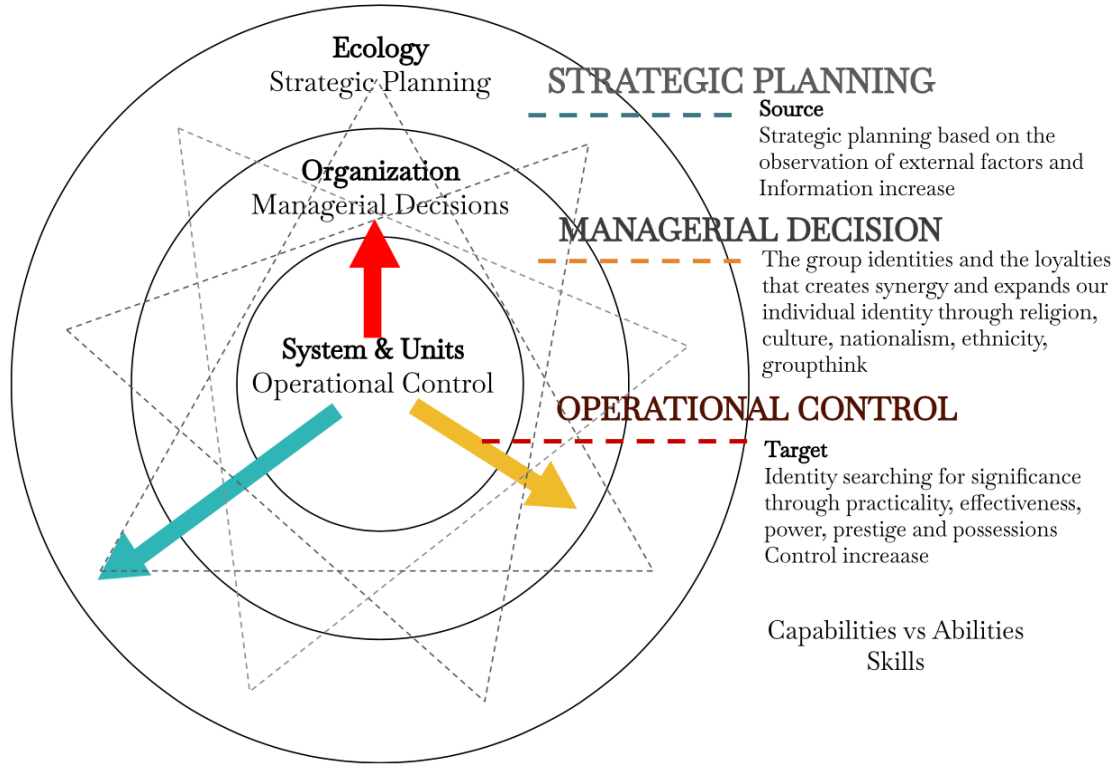 Ecology
Strategic Planning
Organization
Managerial Decisions
System & Units
Operational Control
STRATEGIC PLANNING
Source
Strategic planning based on the
observation of external factors and
Information increase
MANAGERIAL DECISION
The group identities and the loyalties
that creates synergy and expands our
individual identity through religion,
culture, nationalism, ethnicity,
groupthink
OPERATIONAL CONTROL
Target
Identity searching for significance
through practicality, effectiveness,
power, prestige and possessions
Control increaase
Capabilities vs Abilities
Skills